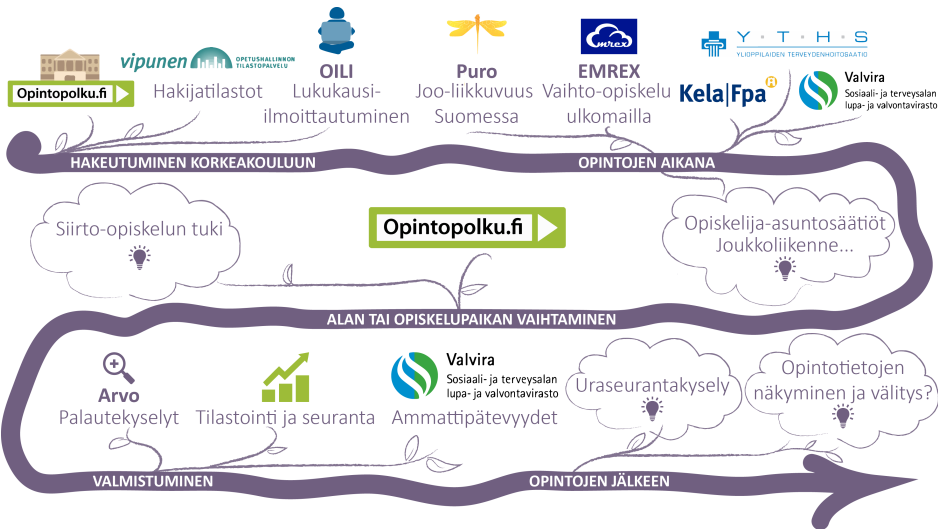 Opintopolku.fi
vipunen
OPETUSHALLINNON
TILASTOPALVELU
Hakijatilastot
OILI
Lukukausi-
ilmoittautuminen
Puro
Joo-liikkuvuus
Suomessa
emrex
EMREX
Vaihto-opiskelu
ulkomailla
Kela|Fpa
Y·T·H·S
YLIOPPILAIDEN TERVEYDENHOITOSÄÄTIÖ
Valvira
Sosiaali- ja terveysalan
lupa- ja valvontavirasto
HAKEUTUMINEN KORKEAKOULUUN
OPINTOJEN AIKANA
Siirto-opiskelun tuki
Opintopolku.fi
Opiskelija-asuntosäätiöt
Joukkoliikenne...
ALAN TAI OPISKELUPAIKAN VAIHTAMINEN
Arvo
Palautekyselyt
Tilastointi ja seuranta
Valvira
Sosiaali- ja terveysalan
lupa- ja valvontavirasto
Ammattipätevyydet
Uraseurantakysely
Opintotietojen
näkyminen ja välitys?
VALMISTUMINEN
OPINTOJEN JÄLKEEN